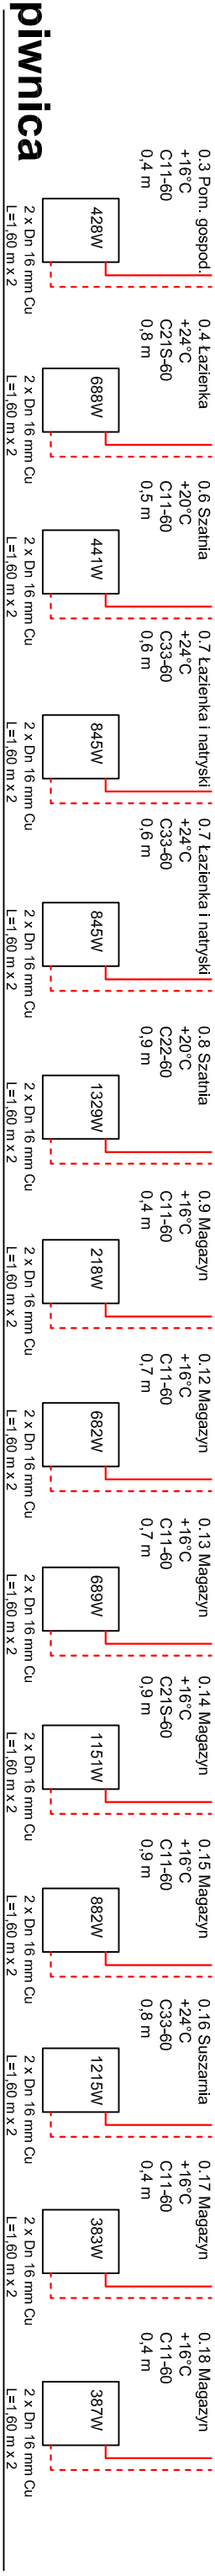 piwnica
0.3 Pom. gospod.
+16°C
C11-60
0,4 m
428W
2 x Dn 16 mm Cu
L=1,60 m x 2
0.4 Łazienka
+24°C
C21S-60
0,8 m
688W
2 x Dn 16 mm Cu
L=1,60 m x 2
0.6 Szatnia
+20°C
C11-60
0,5 m
441W
2 x Dn 16 mm Cu
L=1,60 m x 2
0.7 Łazienka i natryski
+24°C
C33-60
0,6 m
845W
2 x Dn 16 mm Cu
L=1,60 m x 2
0.7 Łazienka i natryski
+24°C
C33-60
0,6 m
845W
2 x Dn 16 mm Cu
L=1,60 m x 2
0.8 Szatnia
+20°C
C22-60
0,9 m
1329W
2 x Dn 16 mm Cu
L=1,60 m x 2
0.9 Magazyn
+16°C
C11-60
0,4 m
218W
2 x Dn 16 mm Cu
L=1,60 m x 2
0.12 Magazyn
+16°C
C11-60
0,7 m
682W
2 x Dn 16 mm Cu
L=1,60 m x 2
0.13 Magazyn
+16°C
C11-60
0,7 m
689W
2 x Dn 16 mm Cu
L=1,60 m x 2
0.14 Magazyn
+16°C
C21S-60
0,9 m
1151W
2 x Dn 16 mm Cu
L=1,60 m x 2
0.15 Magazyn
+16°C
C11-60
0,9 m
882W
2 x Dn 16 mm Cu
L=1,60 m x 2
0.16 Suszarnia
+24°C
C33-60
0,8 m
1215W
2 x Dn 16 mm Cu
L=1,60 m x 2
0.17 Magazyn
+16°C
C11-60
0,4 m
383W
2 x Dn 16 mm Cu
L=1,60 m x 2
0.18 Magazyn
+16°C
C11-60
0,4 m
387W
2 x Dn 16 mm Cu
L=1,60 m x 2